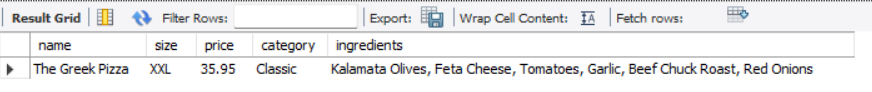 Result Grid Filter Rows: Export: Wrap Cell Content: IA Fetch rows:
name size price category ingredients
The Greek Pizza XXL 35.95 Classic Kalamata Olives, Feta Cheese, Tomatoes, Garlic, Beef Chuck Roast, Red Onions